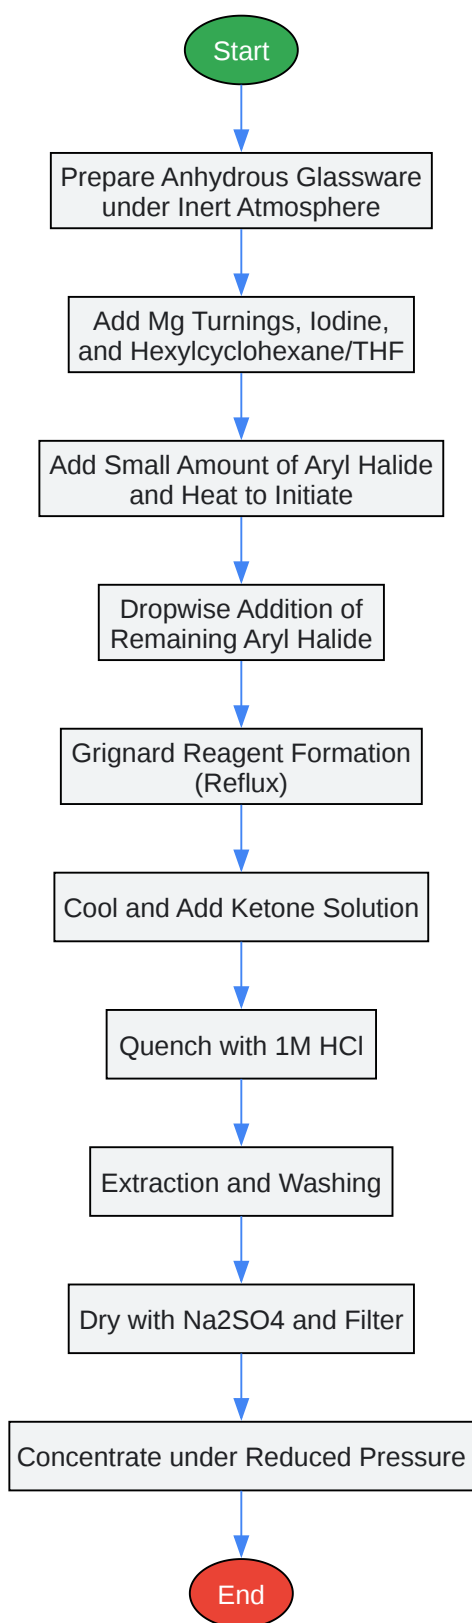 Start
Prepare Anhydrous Glassware
under Inert Atmosphere
Add Mg Turnings, Iodine,
and Hexylcyclohexane/THF
Add Small Amount of Aryl Halide
and Heat to Initiate
Dropwise Addition of
Remaining Aryl Halide
Grignard Reagent Formation
(Reflux)
Cool and Add Ketone Solution
Quench with 1M HCl
Extraction and Washing
Dry with Na2SO4 and Filter
Concentrate under Reduced Pressure
End